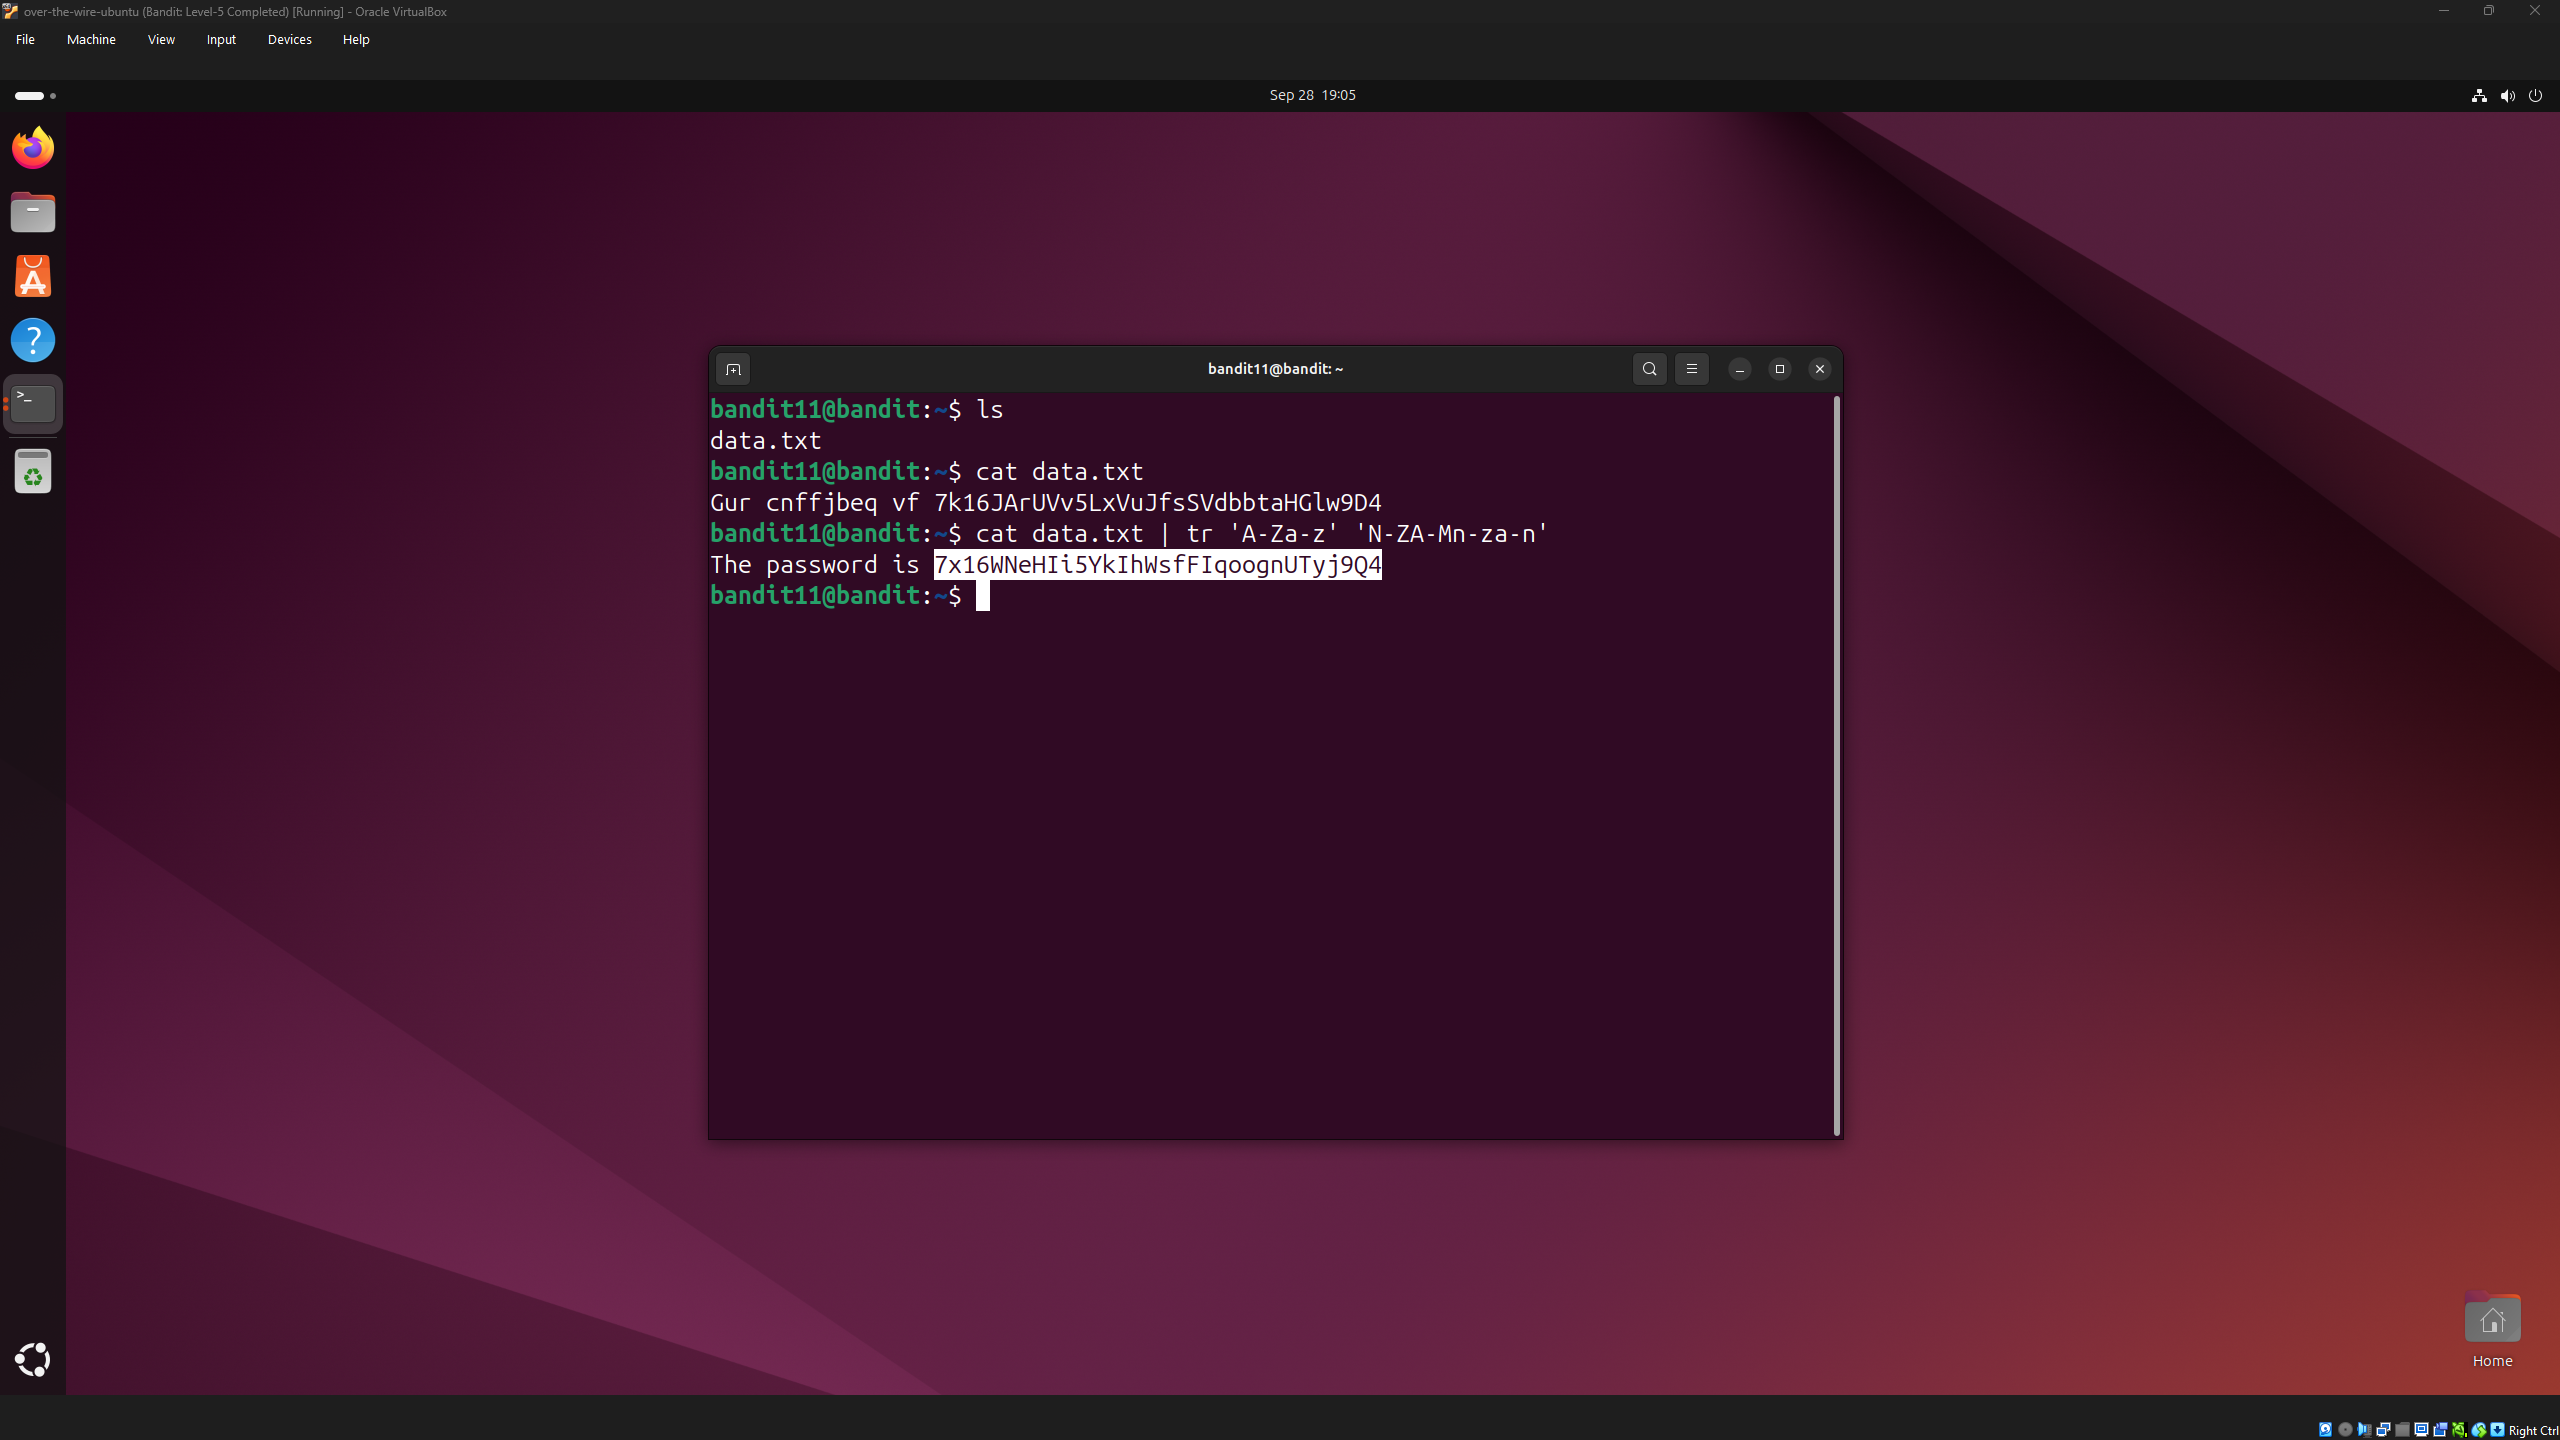 over-the-wire-ubuntu (Bandit: Level-5 Completed) [Running] - Oracle VirtualBox
File Machine View Input Devices Help
Sep 28 19:05
bandit11@bandit: ~
bandit11@bandit:~$ ls
data.txt
bandit11@bandit:~$ cat data.txt
Gur cnffjbeq vf 7k16JArUVv5LxVuJfsSVdbbtaHGlw9D4
bandit11@bandit:~$ cat data.txt | tr 'A-Za-z' 'N-ZA-Mn-za-n'
The password is 7x16WNeHIi5YkIhWsfFIqoognUTyj9Q4
bandit11@bandit:~$
Home
Right Ctrl